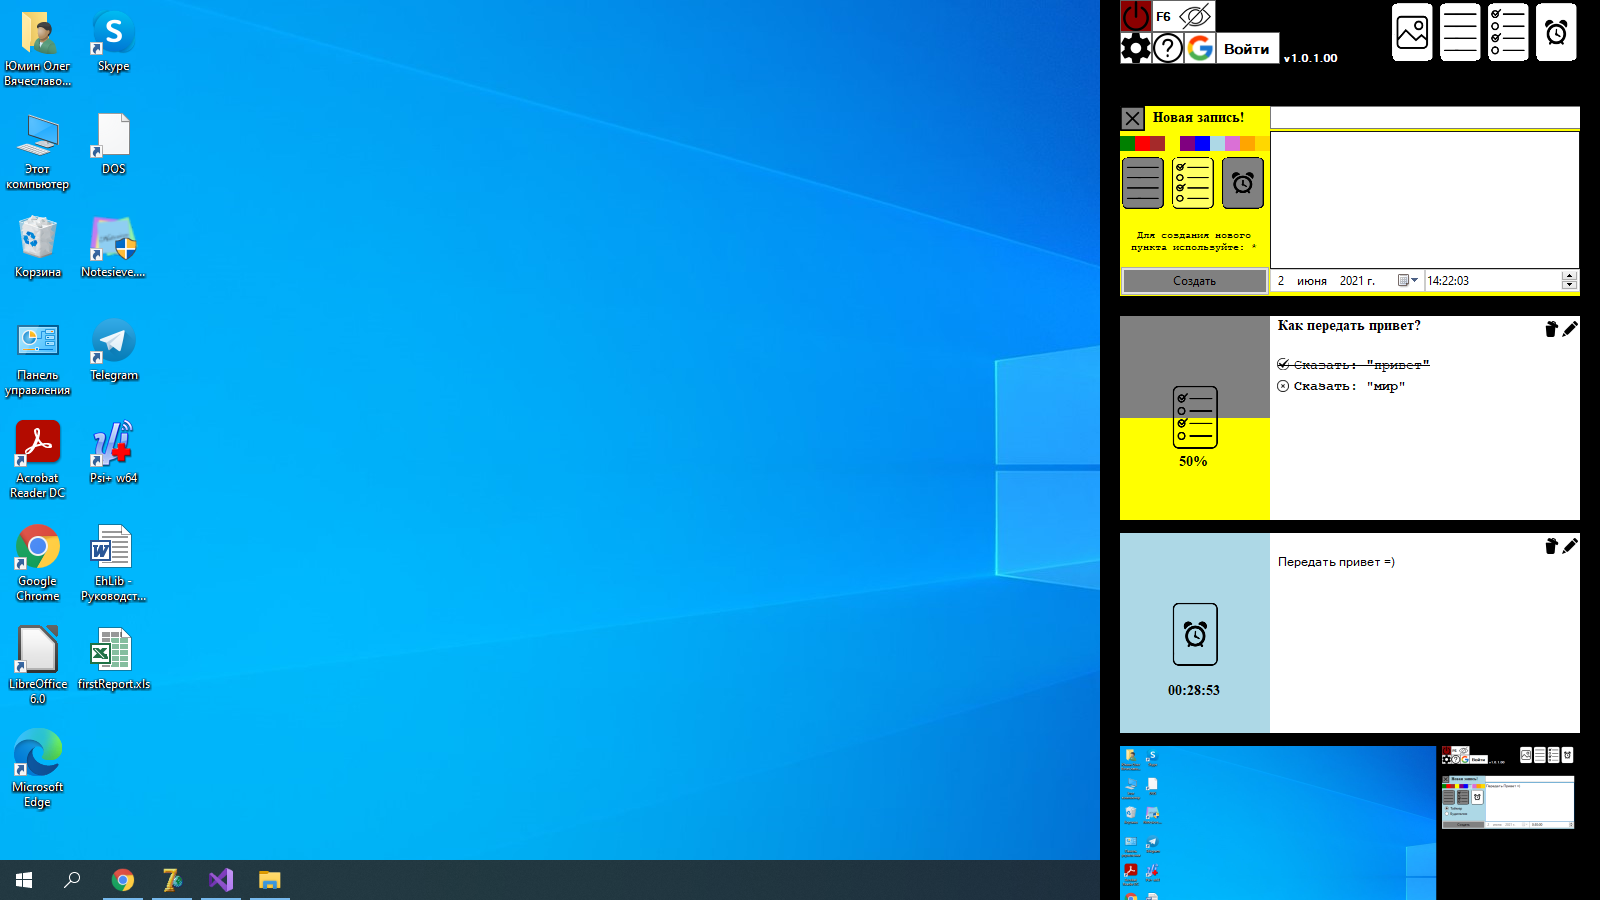 Юмин Олег
Вячеславо...
Skype
Этот
компьютер
DOS
Корзина
Notesieve....
Панель
управления
Telegram
Acrobat
Reader DC
Psi+ w64
Google
Chrome
EhLib -
Руководст...
LibreOffice
6.0
firstReport.xls
Microsoft
Edge
F6
Войти
v1.0.1.00
Новая запись!
Для создания нового
пункта используйте: *
Создать
2 июня 2021 г.
14:22:03
Как передать привет?
Сказать: "привет"
Сказать: "мир"
50%
Передать привет =)
00:28:53